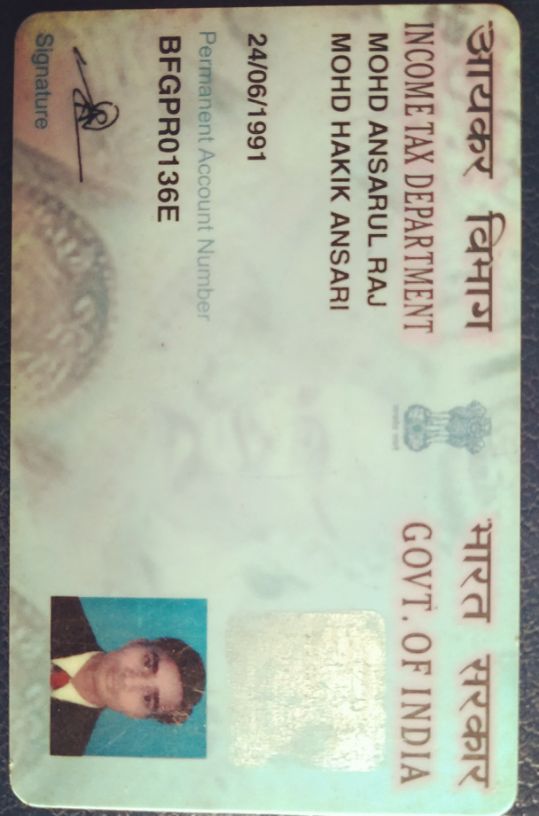 आयकर विभाग
INCOME TAX DEPARTMENT
भारत सरकार
GOVT. OF INDIA
MOHD ANSARUL RAJ
MOHD HAKIK ANSARI
24/06/1991
Permanent Account Number
BFGPR0136E
Signature